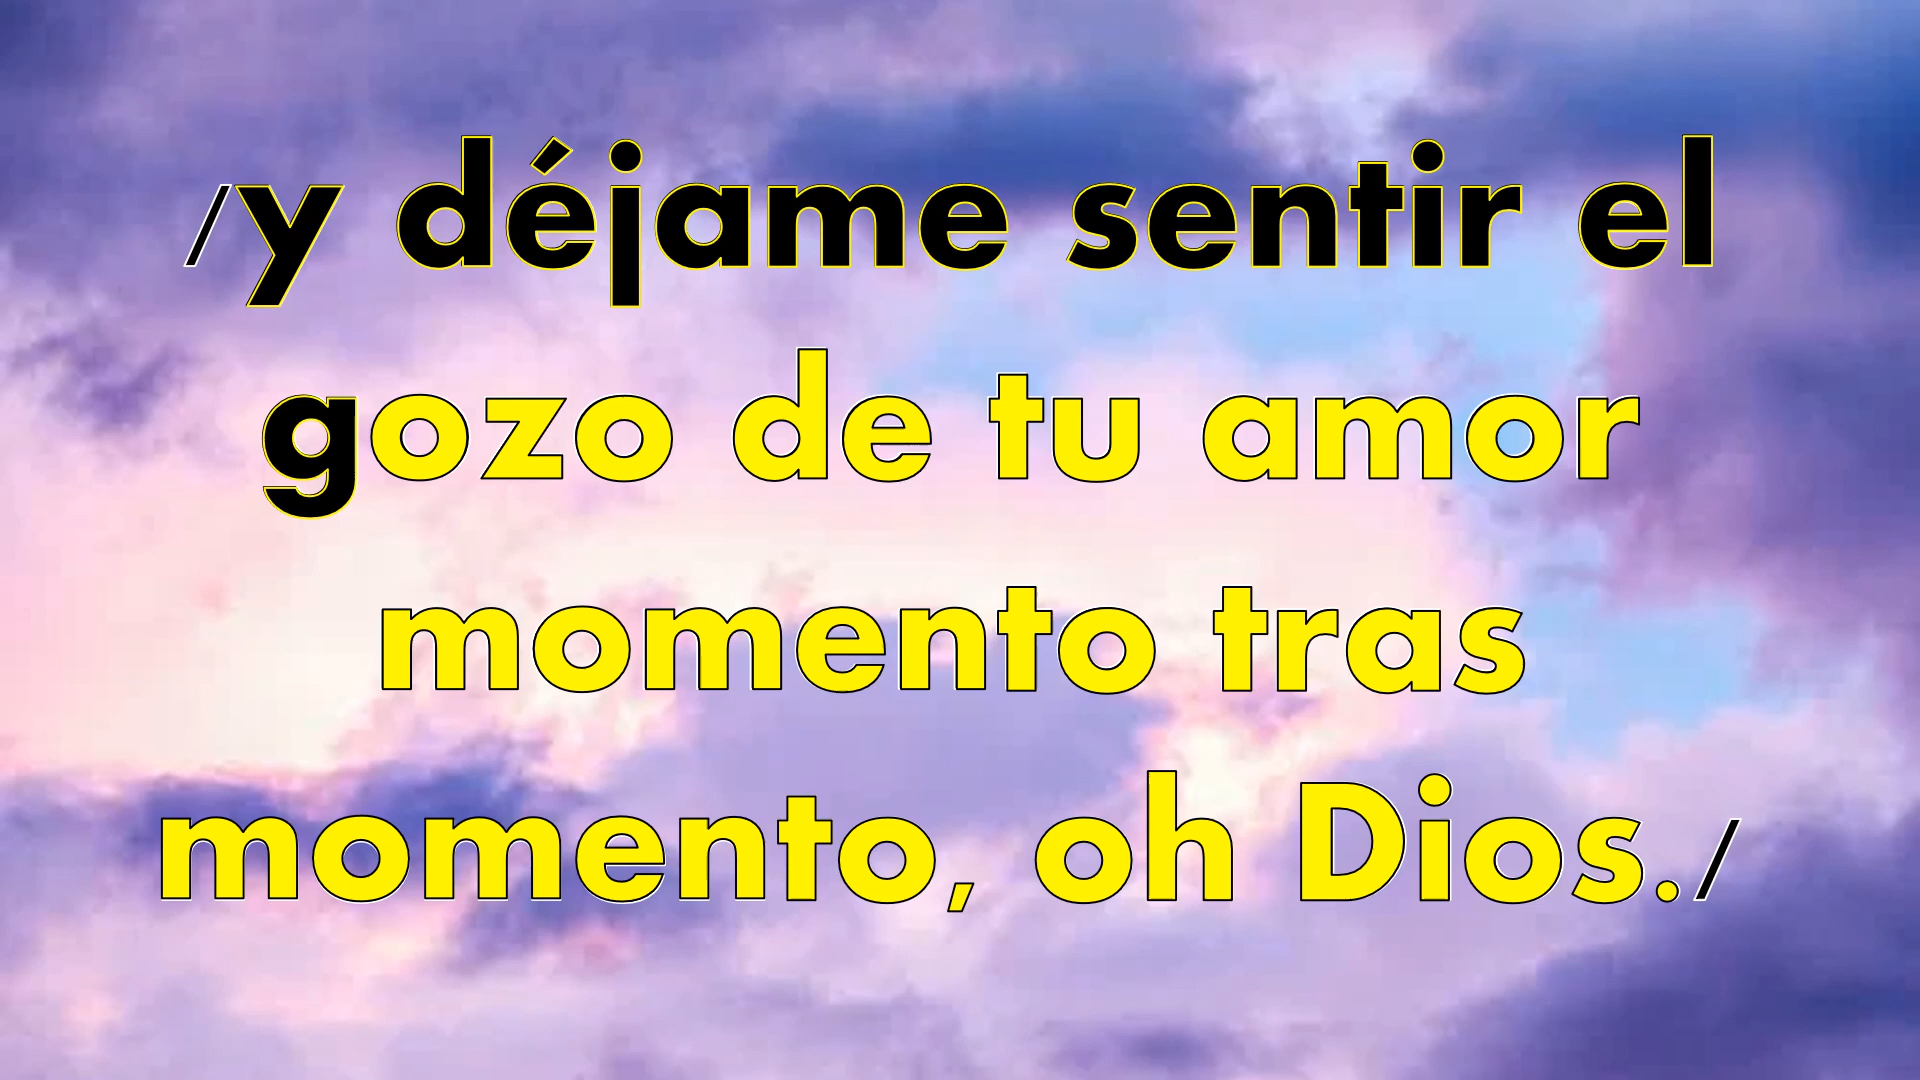 /y déjame sentir el
gozo de tu amor
momento tras
momento, oh Dios./